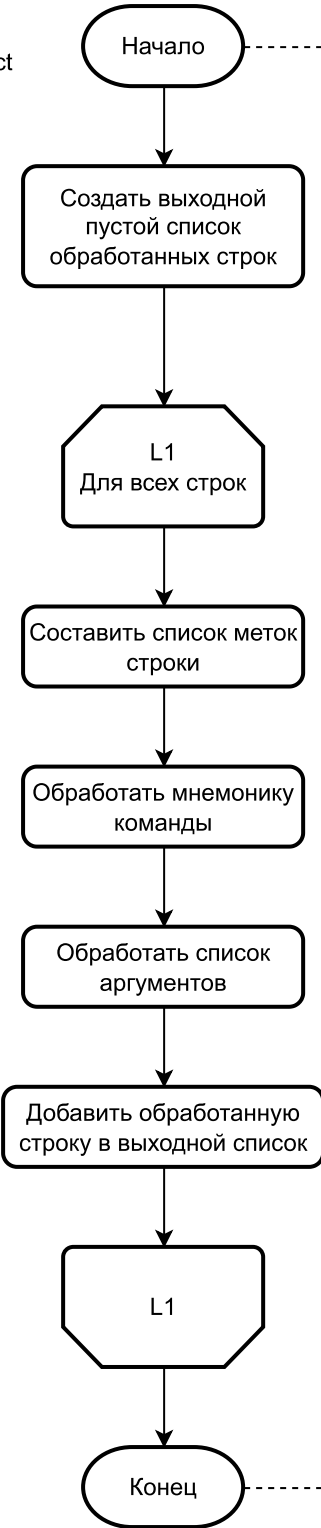 Начало
ct
Создать выходной
пустой список
обработанных строк
L1
Для всех строк
Составить список меток
строки
Обработать мнемонику
команды
Обработать список
аргументов
Добавить обработанную
строку в выходной список
L1
Конец